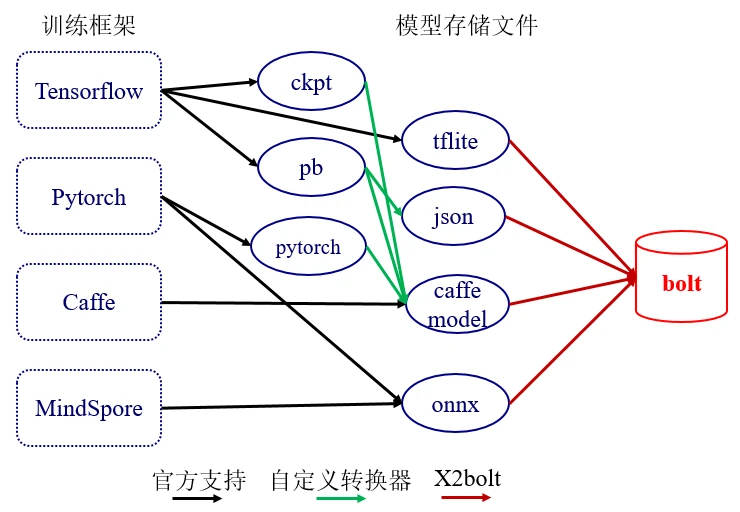 训练框架
模型存储文件
Tensorflow
ckpt
tflite
pb
Pytorch
json
pytorch
bolt
Caffe
caffe
model
MindSpore
onnx
官方支持
自定义转换器
X2bolt